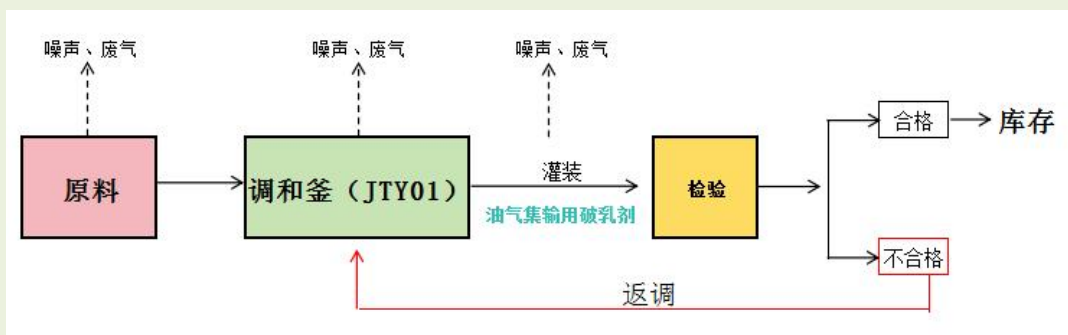 噪声、废气
噪声、废气
噪声、废气
原料
调和釜（JTY01）
灌装
油气集输用破乳剂
检验
合格
库存
不合格
返调